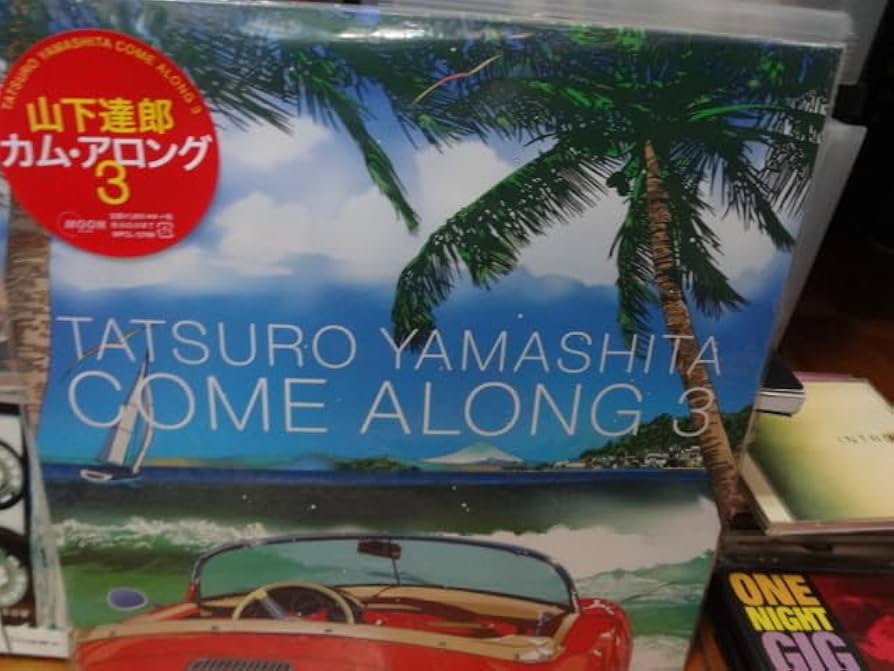 TATSURO YAMASHITA COME ALONG 3
山下達郎
カム・アロング
3
MOON
TATSURO YAMASHITA
COME ALONG 3
ONE
NIGHT
GIG